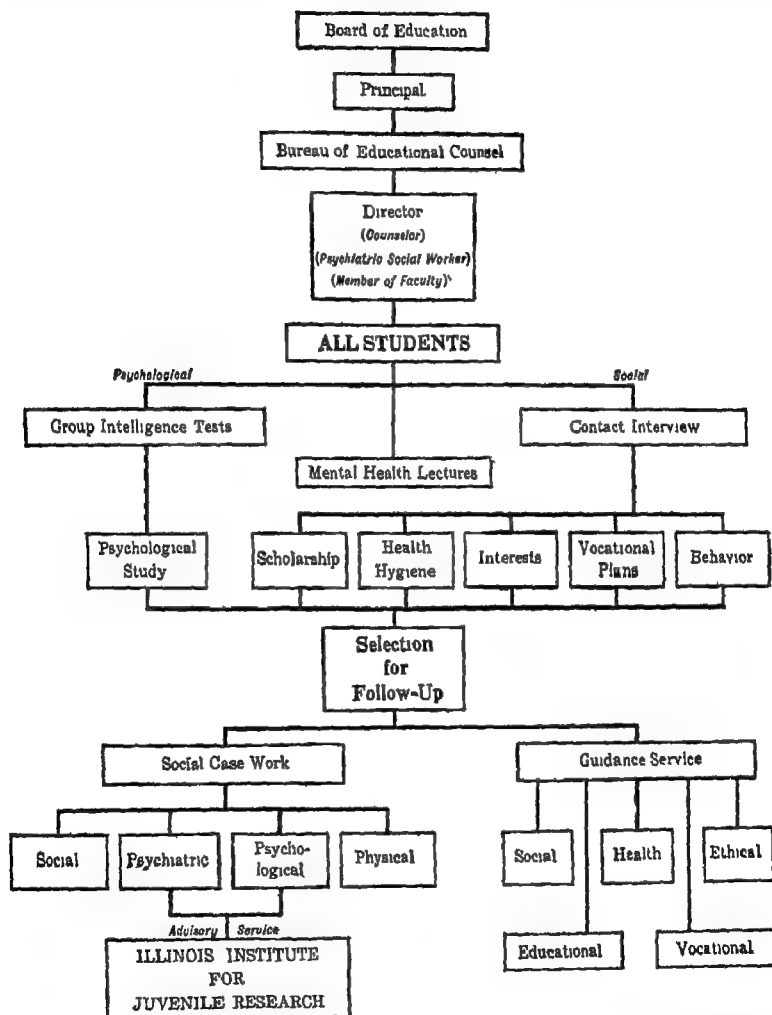 Board of Education
Principal
Bureau of Educational Counsel
Director
(Counselor)
(Psychiatric Social Worker)
(Member of Faculty)
ALL STUDENTS
Psychological
Social
Group Intelligence Tests
Contact Interview
Mental Health Lectures
Psychological
Study
Scholarship
Health
Hygiene
Interests
Vocational
Plans
Behavior
Selection
for
Follow-Up
Social Case Work
Guidance Service
Social
Psychiatric
Psycho-
logical
Physical
Social
Health
Ethical
Advisory Service
Educational
Vocational
ILLINOIS INSTITUTE
FOR
JUVENILE RESEARCH